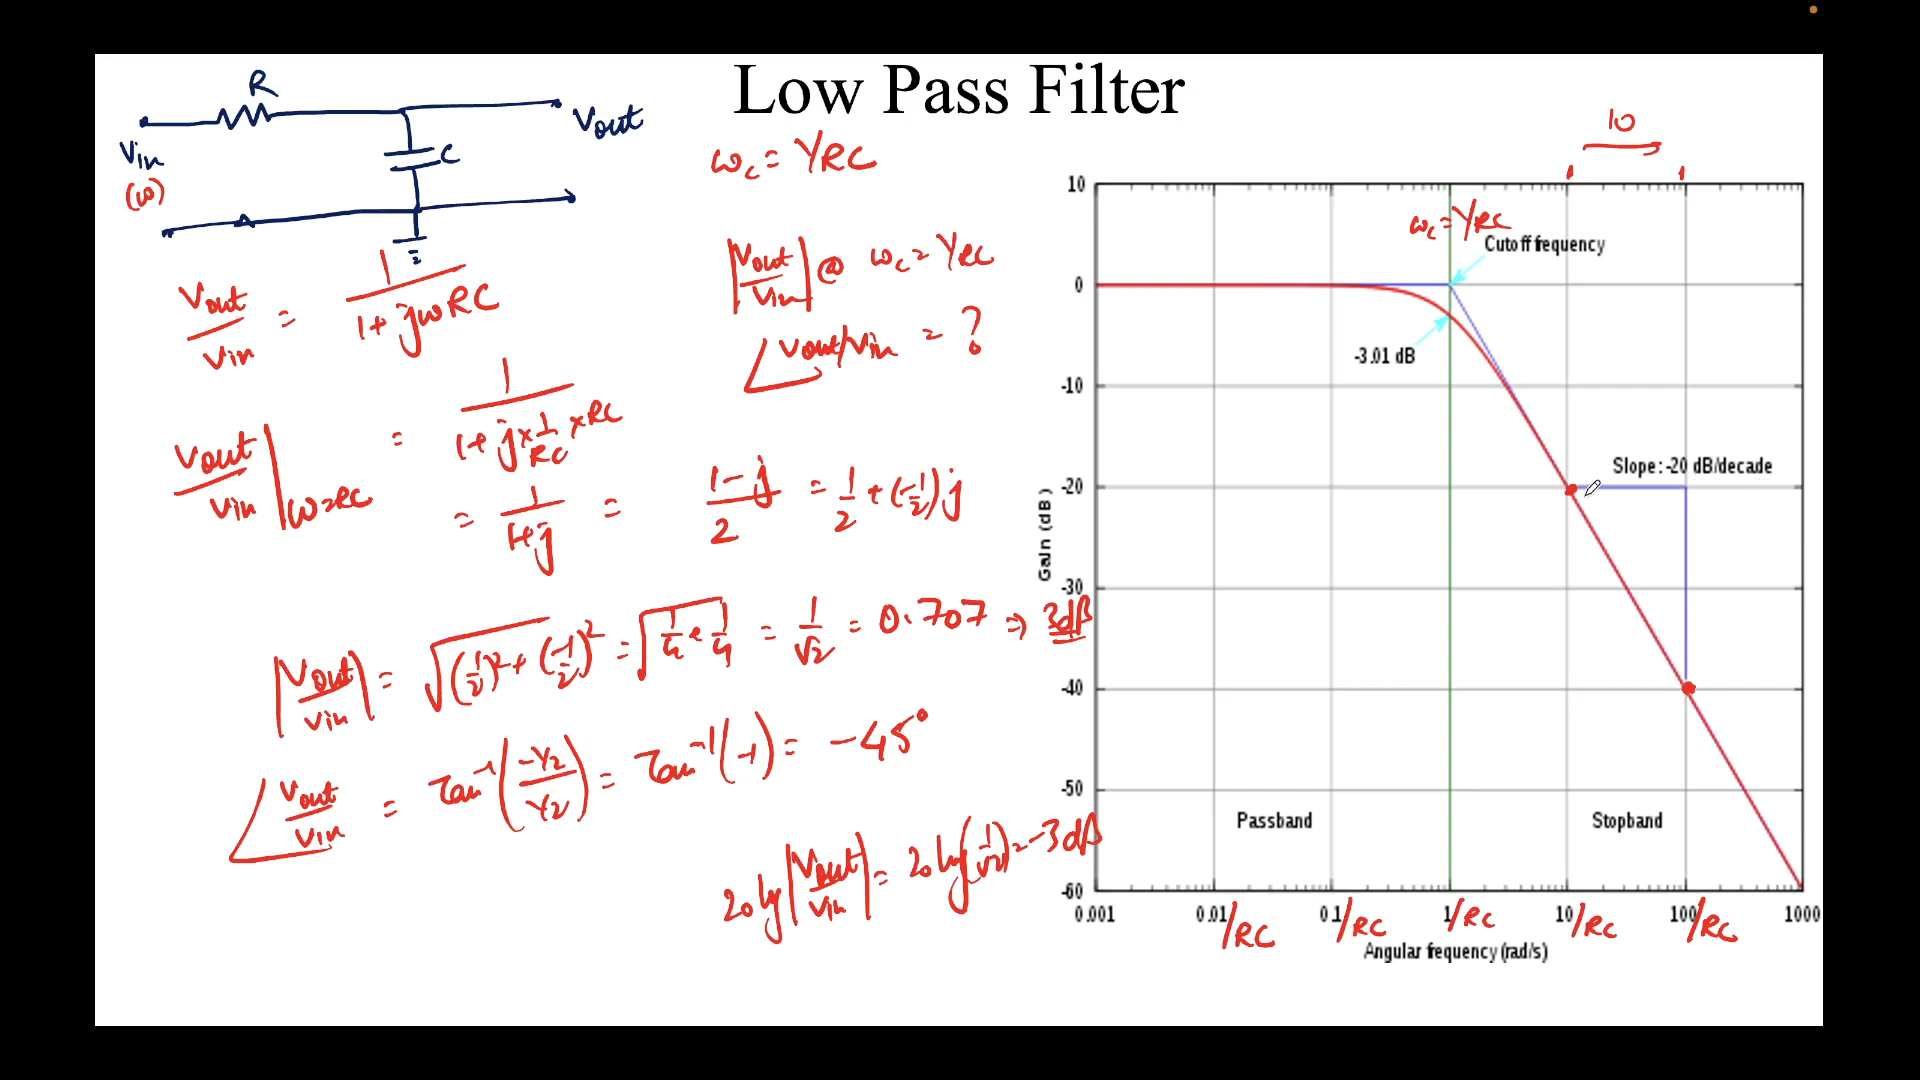 Low Pass Filter
R
Vout
Vin
C
(ω)
ωc = 1/RC
Vout/Vin = 1/(1+jωRC)
|Vout/Vin| @ ωc = 1/RC
∠Vout/Vin = ?
Vout/Vin |ω=RC = 1/(1+j×1/RC×RC)
= 1/(1+j) = (1-j)/2 = 1/2 + (-1/2)j
|Vout/Vin| = √((1/2)²+(-1/2)²) = √(1/4+1/4) = 1/√2 = 0.707 ⇒ 3dB
∠Vout/Vin = Tan⁻¹(-1/2 / 1/2) = Tan⁻¹(-1) = -45°
20log|Vout/Vin| = 20log(1/√2) = -3dB
10
ωc = 1/RC
Cutoff frequency
-3.01 dB
Slope: -20 dB/decade
Gain (dB)
10
0
-10
-20
-30
-40
-50
-60
Passband
Stopband
0.001 0.01/RC 0.1/RC 1/RC 10/RC 100/RC 1000
Angular frequency (rad/s)